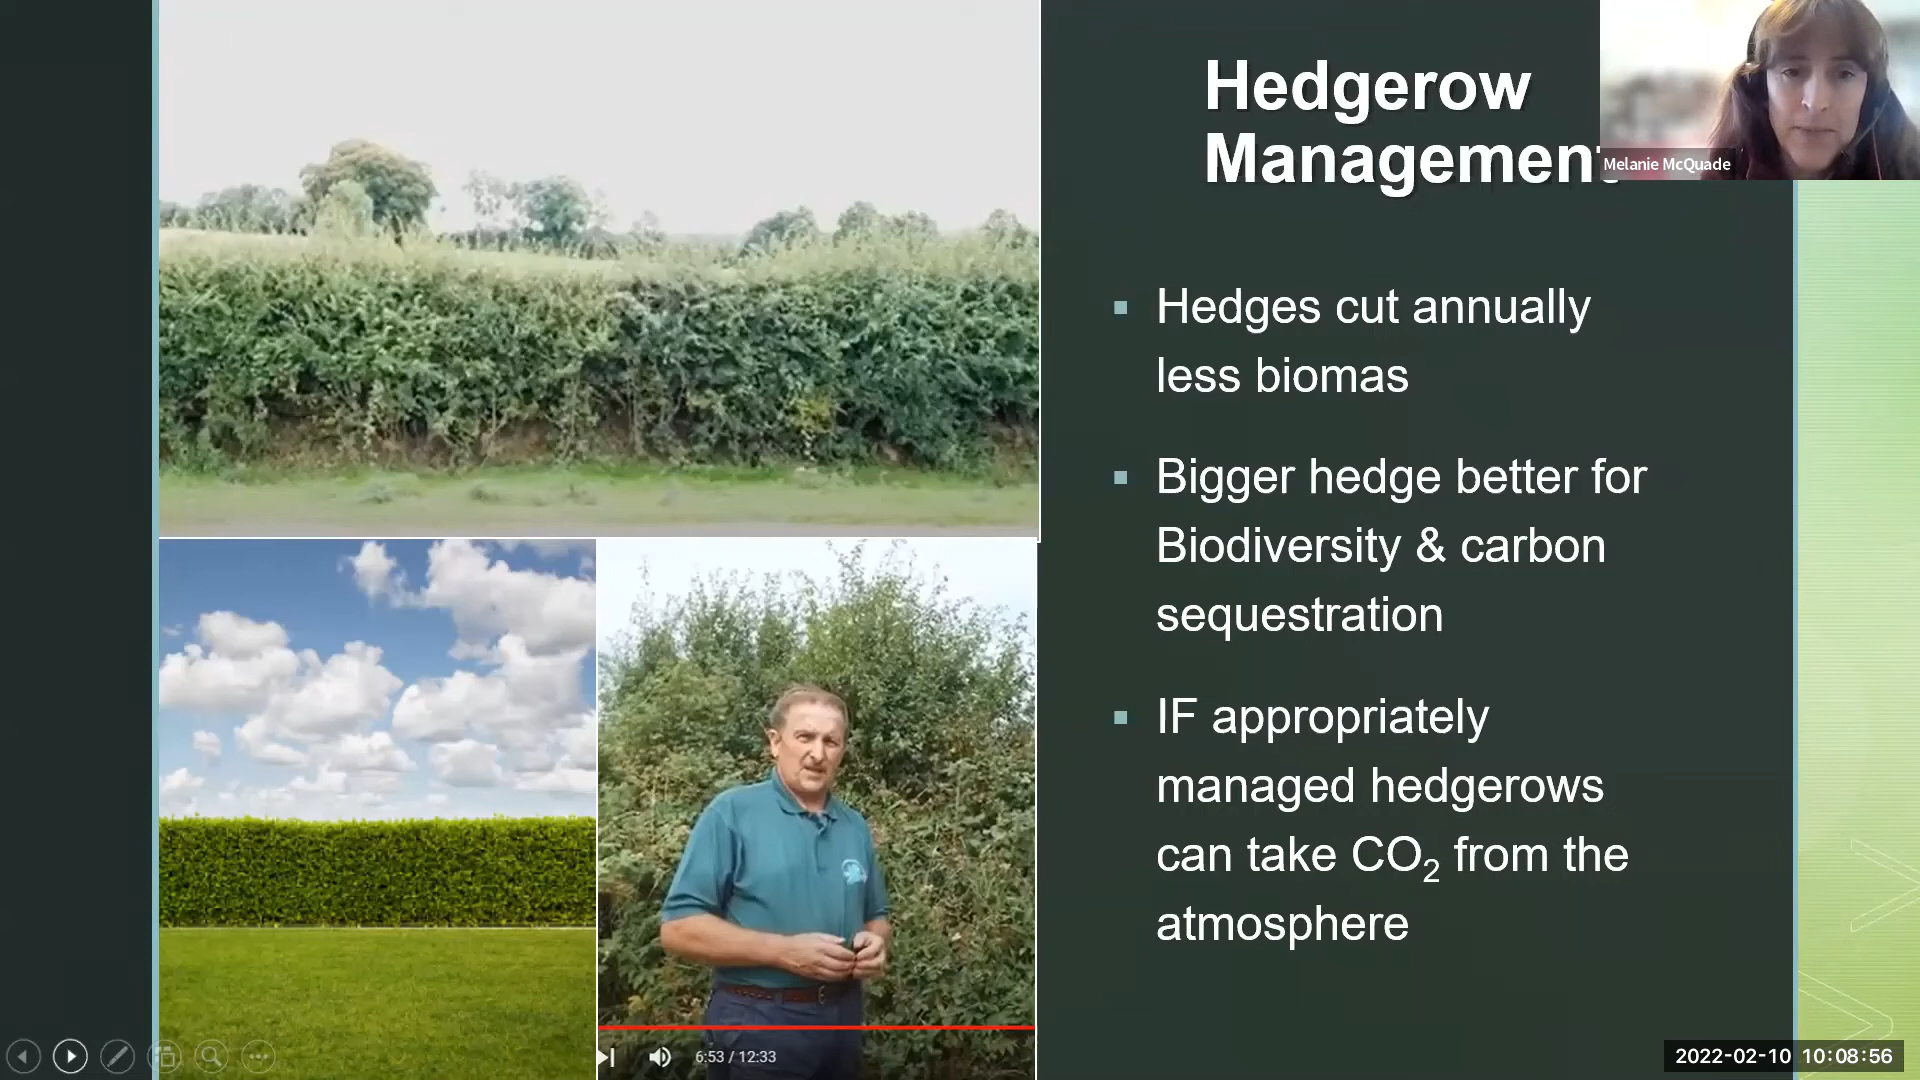 Hedgerow
Management
Melanie McQuade
Hedges cut annually
less biomas
Bigger hedge better for
Biodiversity & carbon
sequestration
IF appropriately
managed hedgerows
can take CO₂ from the
atmosphere
6:53 / 12:33
2022-02-10 10:08:56